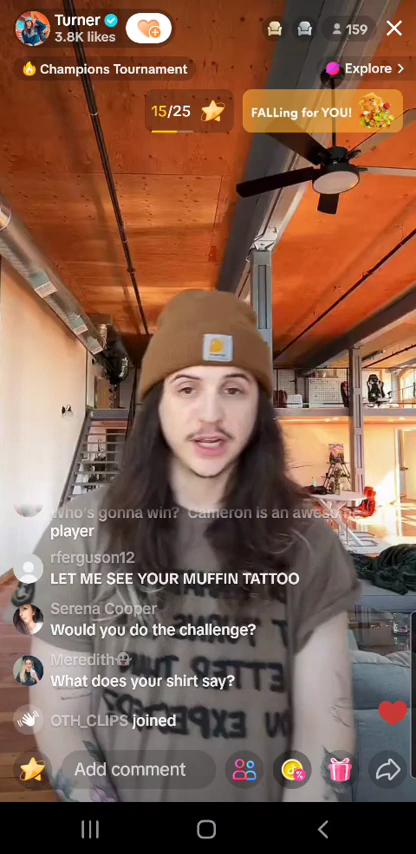 Turner
3.8K likes
159
Champions Tournament
Explore >
15/25
FALLing for YOU!
Who's gonna win? Cameron is an awesome
player
rferguson12
LET ME SEE YOUR MUFFIN TATTOO
Serena Cooper
Would you do the challenge?
Meredith
What does your shirt say?
OTH_CLIPS joined
Add comment